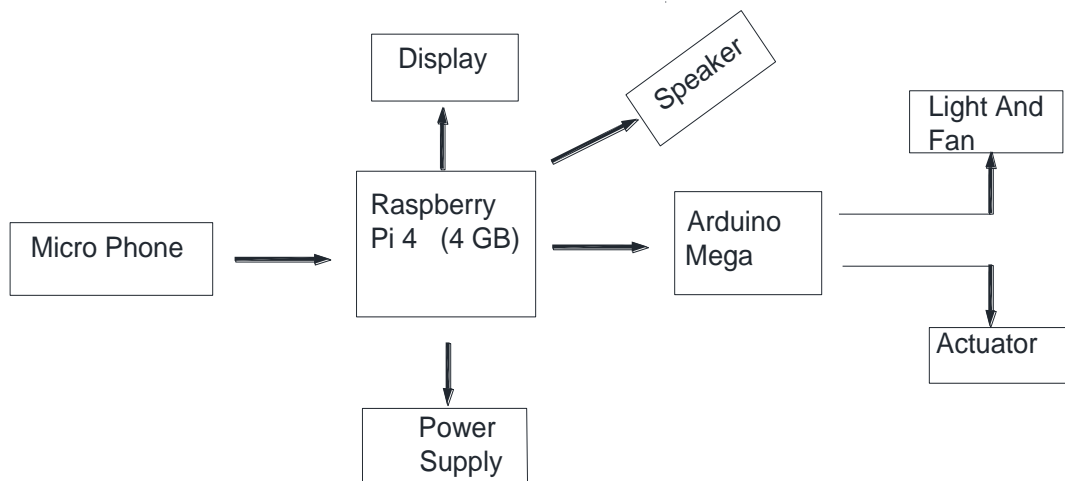 Display
Speaker
Light And
Fan
Raspberry
Pi 4 (4 GB)
Micro Phone
Arduino
Mega
Actuator
Power
Supply